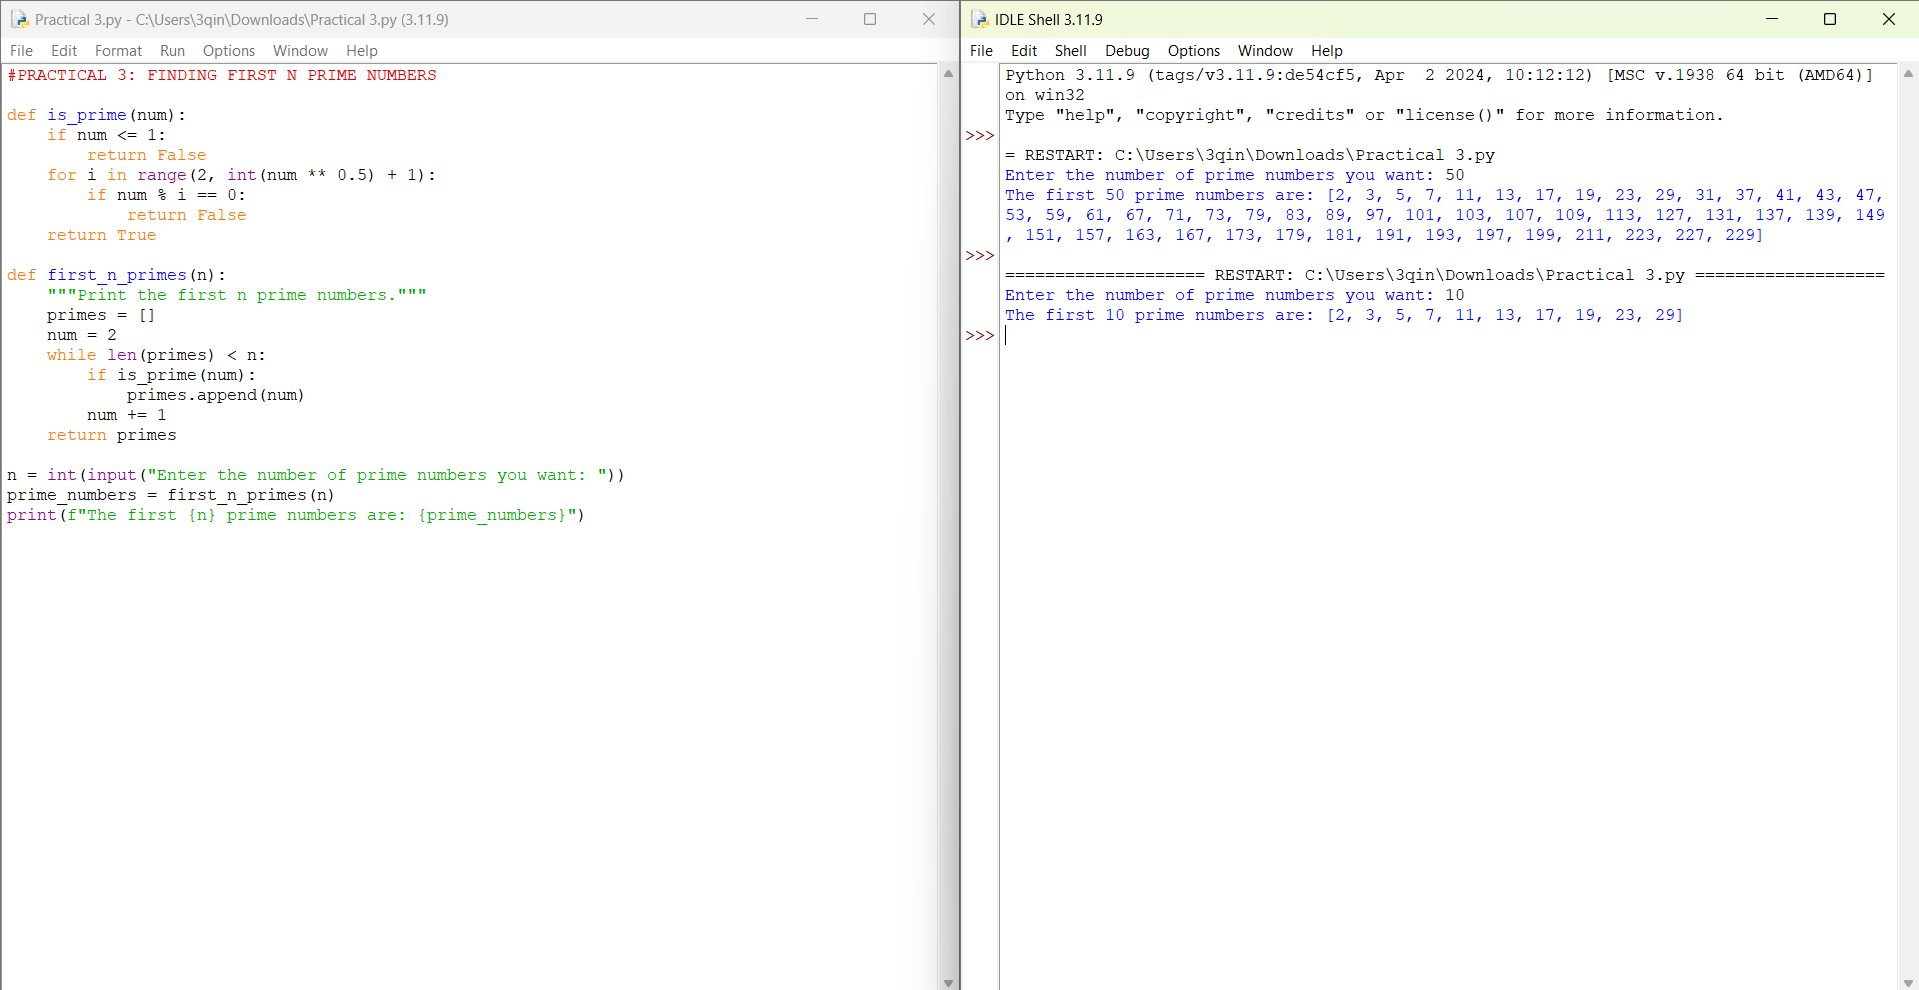 Practical 3.py - C:\Users\3qin\Downloads\Practical 3.py (3.11.9)
File Edit Format Run Options Window Help
#PRACTICAL 3: FINDING FIRST N PRIME NUMBERS

def is_prime(num):
    if num <= 1:
        return False
    for i in range(2, int(num ** 0.5) + 1):
        if num % i == 0:
            return False
    return True

def first_n_primes(n):
    """Print the first n prime numbers."""
    primes = []
    num = 2
    while len(primes) < n:
        if is_prime(num):
            primes.append(num)
        num += 1
    return primes

n = int(input("Enter the number of prime numbers you want: "))
prime_numbers = first_n_primes(n)
print(f"The first {n} prime numbers are: {prime_numbers}")
IDLE Shell 3.11.9
File Edit Shell Debug Options Window Help
Python 3.11.9 (tags/v3.11.9:de54cf5, Apr  2 2024, 10:12:12) [MSC v.1938 64 bit (AMD64)]
on win32
Type "help", "copyright", "credits" or "license()" for more information.
>>>
= RESTART: C:\Users\3qin\Downloads\Practical 3.py
Enter the number of prime numbers you want: 50
The first 50 prime numbers are: [2, 3, 5, 7, 11, 13, 17, 19, 23, 29, 31, 37, 41, 43, 47,
53, 59, 61, 67, 71, 73, 79, 83, 89, 97, 101, 103, 107, 109, 113, 127, 131, 137, 139, 149
, 151, 157, 163, 167, 173, 179, 181, 191, 193, 197, 199, 211, 223, 227, 229]
>>>
==================== RESTART: C:\Users\3qin\Downloads\Practical 3.py ===================
Enter the number of prime numbers you want: 10
The first 10 prime numbers are: [2, 3, 5, 7, 11, 13, 17, 19, 23, 29]
>>>